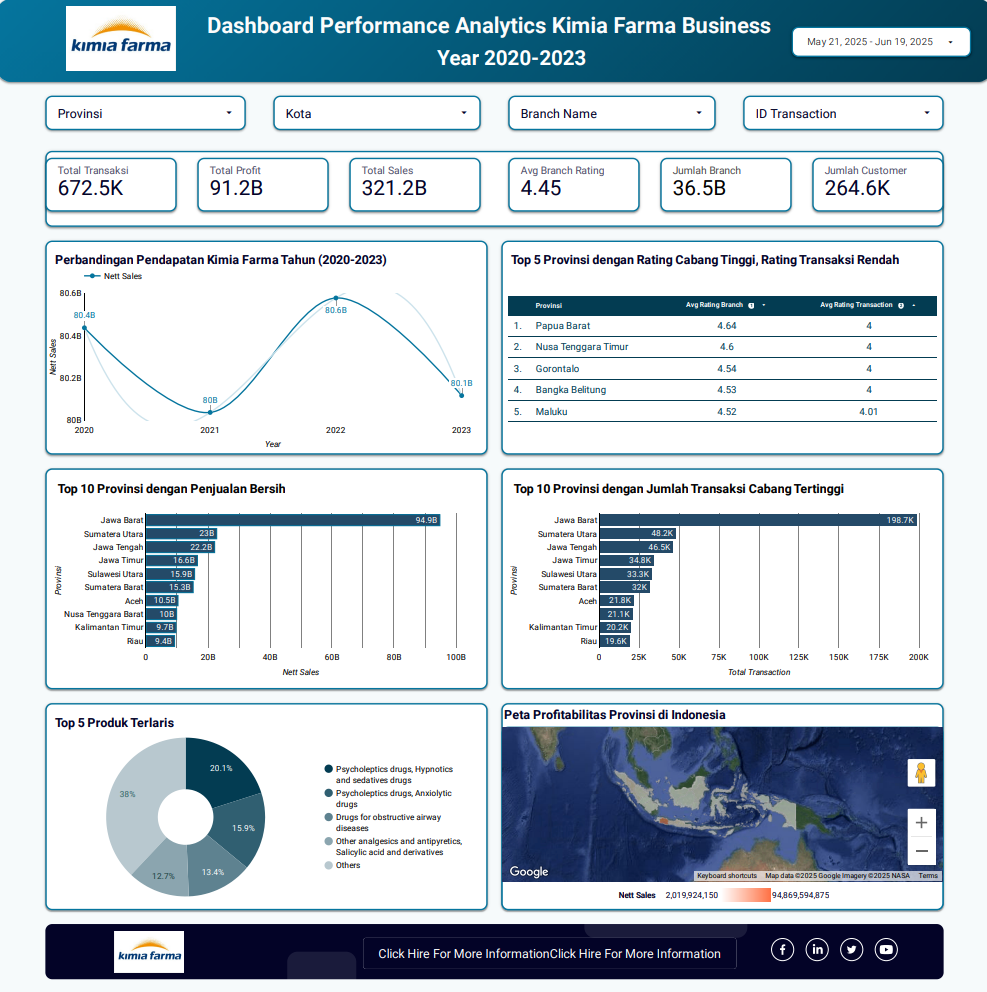 kimia farma
Dashboard Performance Analytics Kimia Farma Business
Year 2020-2023
May 21, 2025 - Jun 19, 2025
Provinsi
Kota
Branch Name
ID Transaction
Total Transaksi
672.5K
Total Profit
91.2B
Total Sales
321.2B
Avg Branch Rating
4.45
Jumlah Branch
36.5B
Jumlah Customer
264.6K
Perbandingan Pendapatan Kimia Farma Tahun (2020-2023)
Nett Sales
80.6B
80.4B
80.2B
80B
Nett Sales
80.4B
80B
80.6B
80.1B
2020
2021
2022
2023
Year
Top 5 Provinsi dengan Rating Cabang Tinggi, Rating Transaksi Rendah
Provinsi Avg Rating Branch 1 Avg Rating Transaction 2
1. Papua Barat 4.64 4
2. Nusa Tenggara Timur 4.6 4
3. Gorontalo 4.54 4
4. Bangka Belitung 4.53 4
5. Maluku 4.52 4.01
Top 10 Provinsi dengan Penjualan Bersih
Provinsi
Jawa Barat 94.9B
Sumatera Utara 23B
Jawa Tengah 22.2B
Jawa Timur 16.6B
Sulawesi Utara 15.9B
Sumatera Barat 15.3B
Aceh 10.5B
Nusa Tenggara Barat 10B
Kalimantan Timur 9.7B
Riau 9.4B
0 20B 40B 60B 80B 100B
Nett Sales
Top 10 Provinsi dengan Jumlah Transaksi Cabang Tertinggi
Provinsi
Jawa Barat 198.7K
Sumatera Utara 48.2K
Jawa Tengah 46.5K
Jawa Timur 34.8K
Sulawesi Utara 33.3K
Sumatera Barat 32K
Aceh 21.8K
21.1K
Kalimantan Timur 20.2K
Riau 19.6K
0 25K 50K 75K 100K 125K 150K 175K 200K
Total Transaction
Top 5 Produk Terlaris
20.1%
15.9%
13.4%
12.7%
38%
Psycholeptics drugs, Hypnotics
and sedatives drugs
Psycholeptics drugs, Anxiolytic
drugs
Drugs for obstructive airway
diseases
Other analgesics and antipyretics,
Salicylic acid and derivatives
Others
Peta Profitabilitas Provinsi di Indonesia
Google
Keyboard shortcuts Map data ©2025 Google Imagery ©2025 NASA Terms
Nett Sales 2,019,924,150 94,869,594,875
kimia farma
Click Hire For More InformationClick Hire For More Information